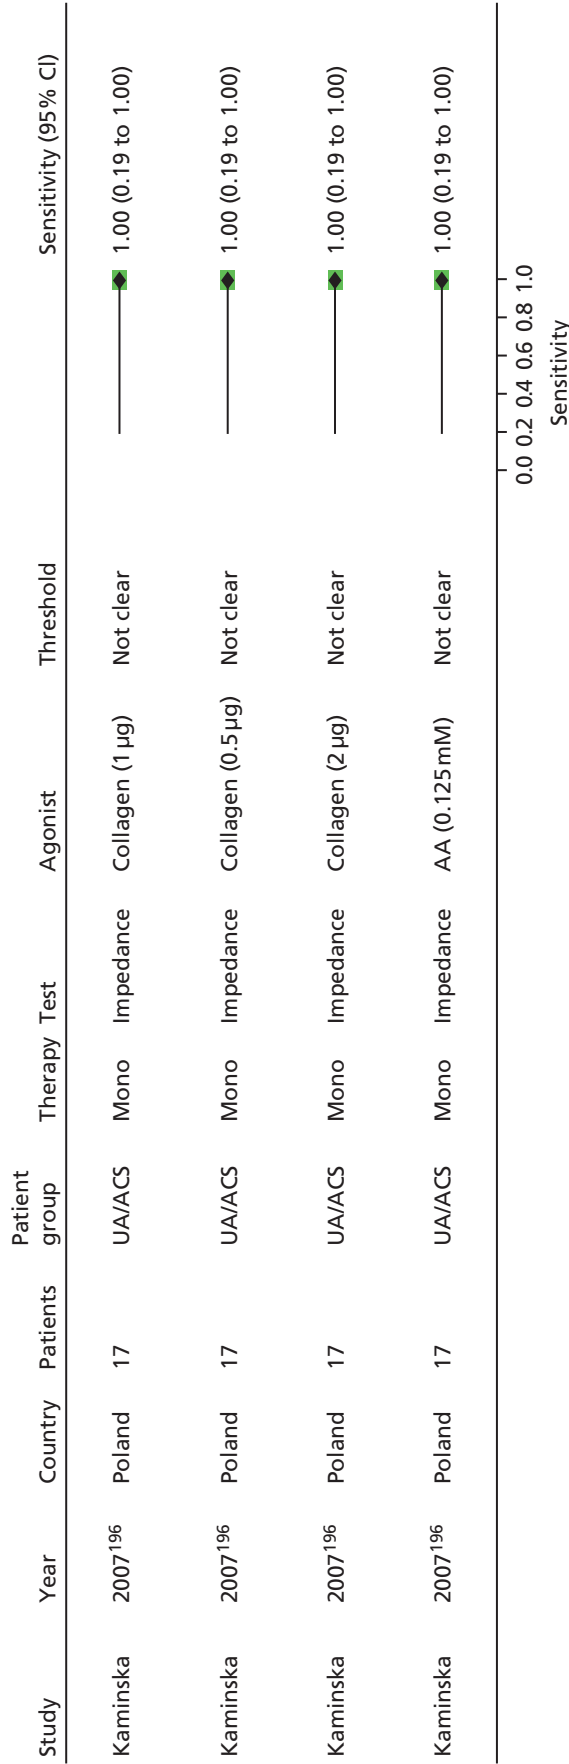 Study Year Country Patients Patient group Therapy Test Agonist Threshold Sensitivity (95% CI)
Kaminska 2007196 Poland 17 UA/ACS Mono Impedance Collagen (1 µg) Not clear 1.00 (0.19 to 1.00)
Kaminska 2007196 Poland 17 UA/ACS Mono Impedance Collagen (0.5 µg) Not clear 1.00 (0.19 to 1.00)
Kaminska 2007196 Poland 17 UA/ACS Mono Impedance Collagen (2 µg) Not clear 1.00 (0.19 to 1.00)
Kaminska 2007196 Poland 17 UA/ACS Mono Impedance AA (0.125 mM) Not clear 1.00 (0.19 to 1.00)
0.0 0.2 0.4 0.6 0.8 1.0
Sensitivity